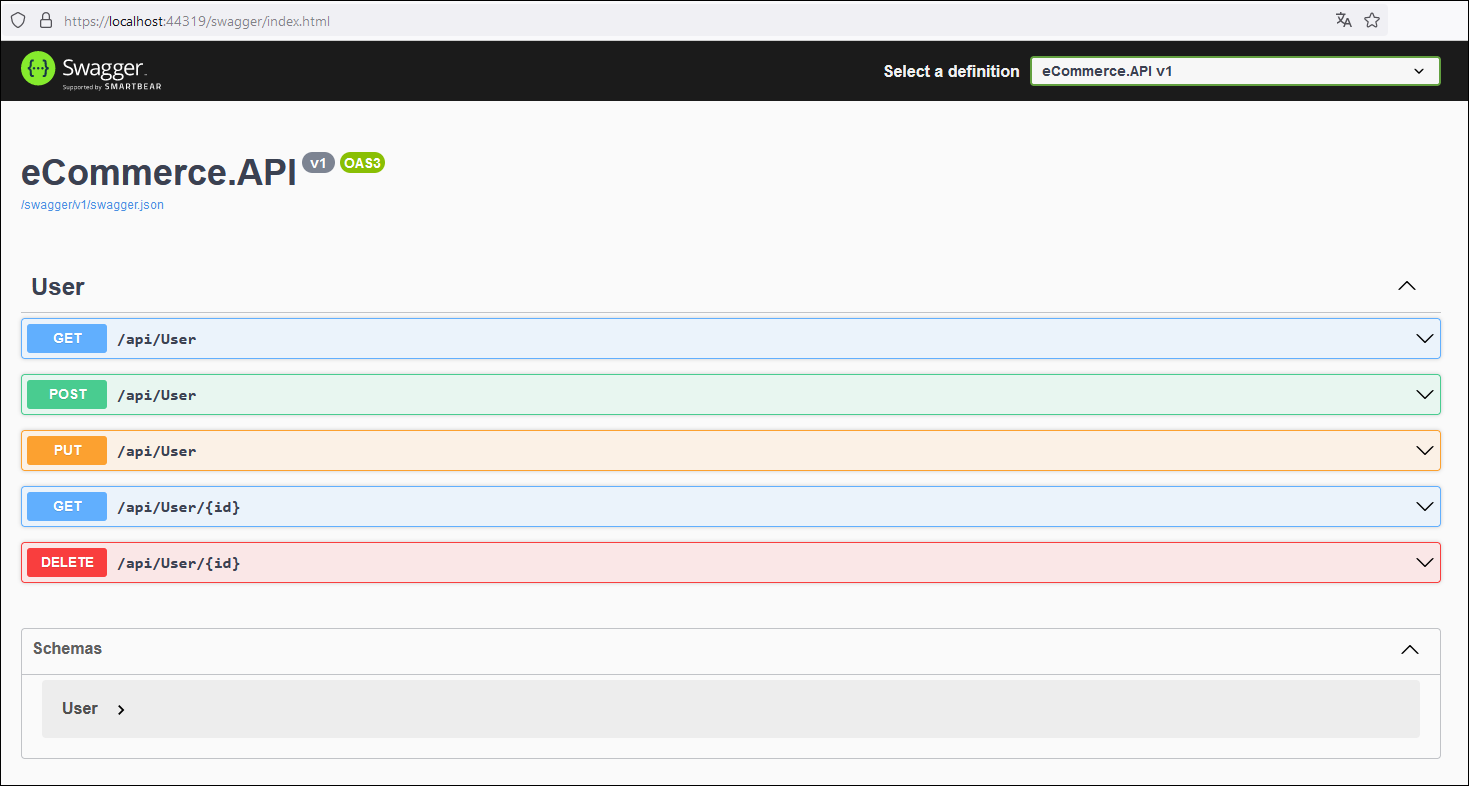 https://localhost:44319/swagger/index.html
{··} Swagger
Supported by SMARTBEAR
Select a definition
eCommerce.API v1
eCommerce.API v1 OAS3
/swagger/v1/swagger.json
User
GET /api/User
POST /api/User
PUT /api/User
GET /api/User/{id}
DELETE /api/User/{id}
Schemas
User